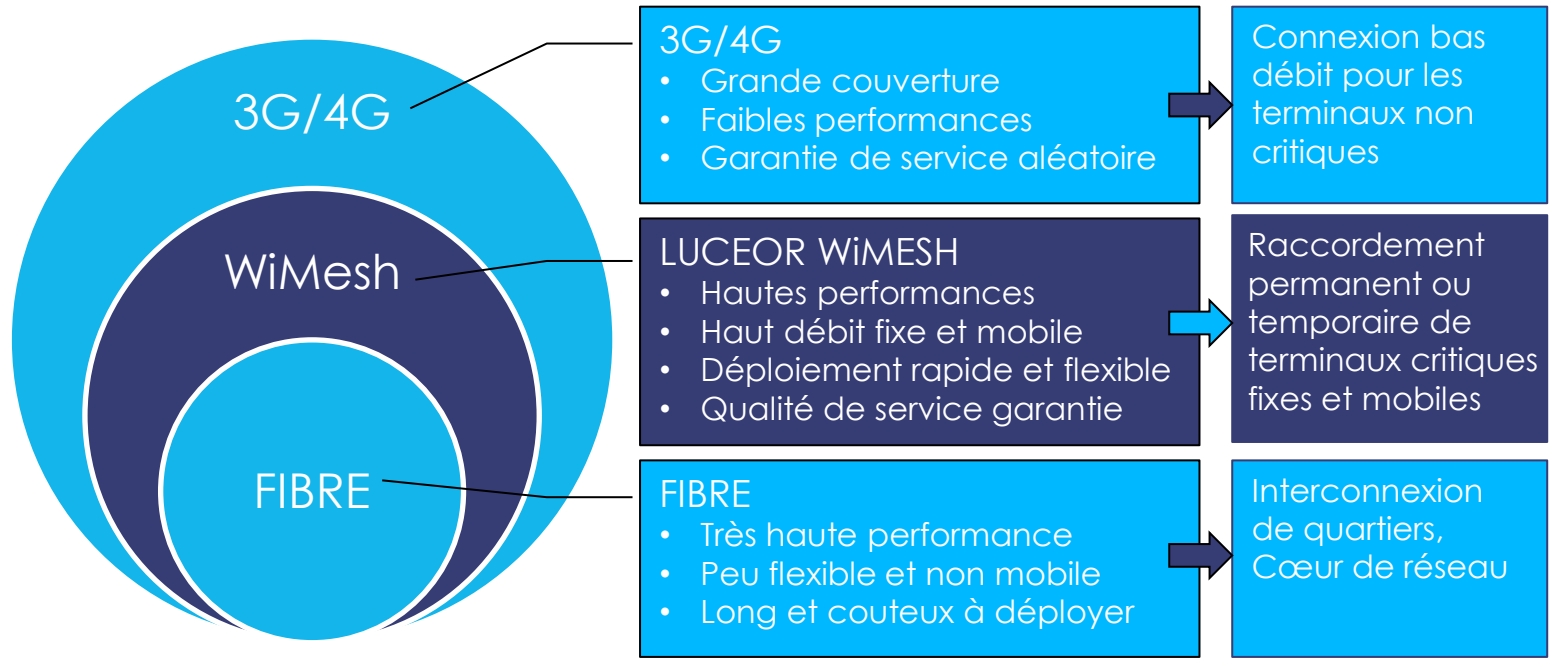 3G/4G
WiMesh
FIBRE
3G/4G
• Grande couverture
• Faibles performances
• Garantie de service aléatoire
Connexion bas
débit pour les
terminaux non
critiques
LUCEOR WiMESH
• Hautes performances
• Haut débit fixe et mobile
• Déploiement rapide et flexible
• Qualité de service garantie
Raccordement
permanent ou
temporaire de
terminaux critiques
fixes et mobiles
FIBRE
• Très haute performance
• Peu flexible et non mobile
• Long et couteux à déployer
Interconnexion
de quartiers,
Cœur de réseau